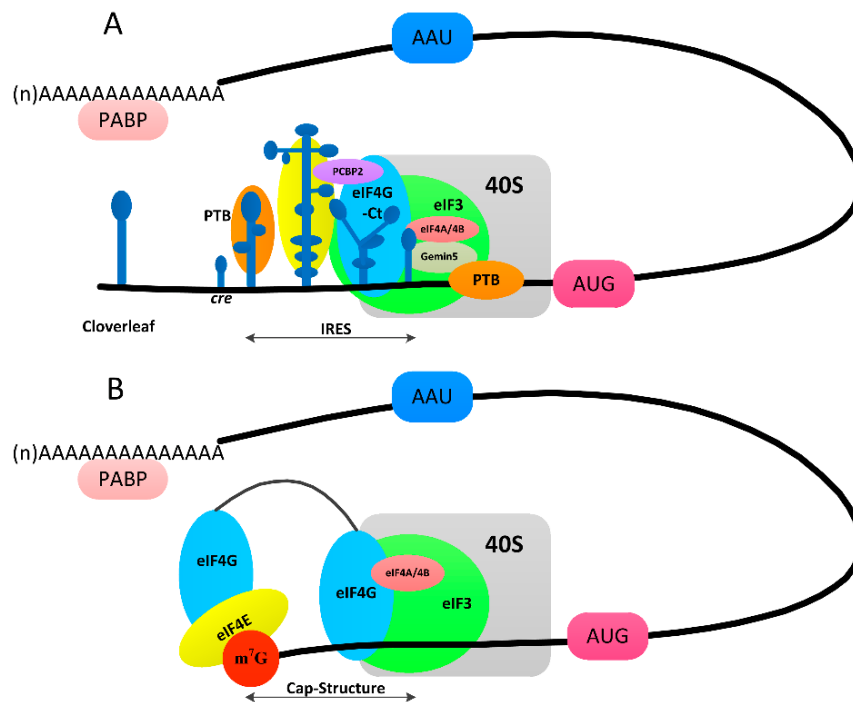 A
AAU
(n)AAAAAAAAAAAAAA
PABP
40S
PCBP2
eIF4G
-Ct
eIF3
PTB
eIF4A/4B
Gemin5
PTB
AUG
cre
Cloverleaf
IRES
B
AAU
(n)AAAAAAAAAAAAAA
PABP
40S
eIF4G
eIF4A/4B
eIF4G
eIF3
eIF4E
AUG
m⁷G
Cap-Structure